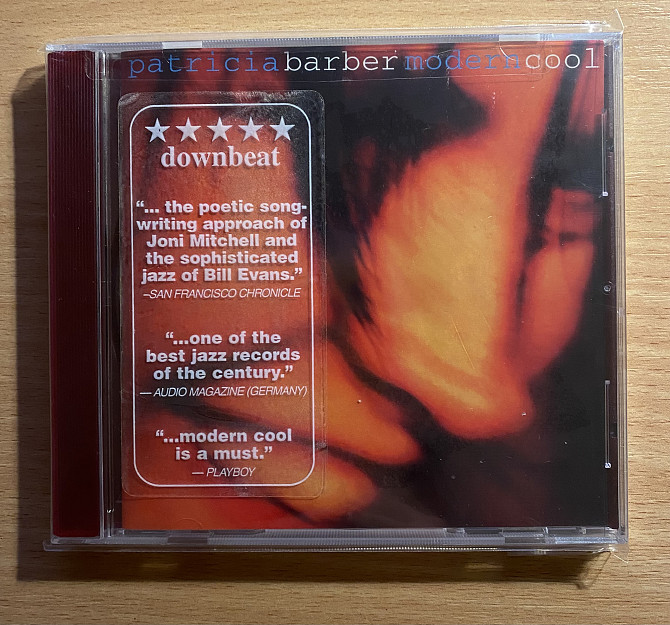 patriciabarbermoderncool
downbeat
“... the poetic song-
writing approach of
Joni Mitchell and
the sophisticated
jazz of Bill Evans.”
–SAN FRANCISCO CHRONICLE
“...one of the
best jazz records
of the century.”
— AUDIO MAGAZINE (GERMANY)
“...modern cool
is a must.”
— PLAYBOY